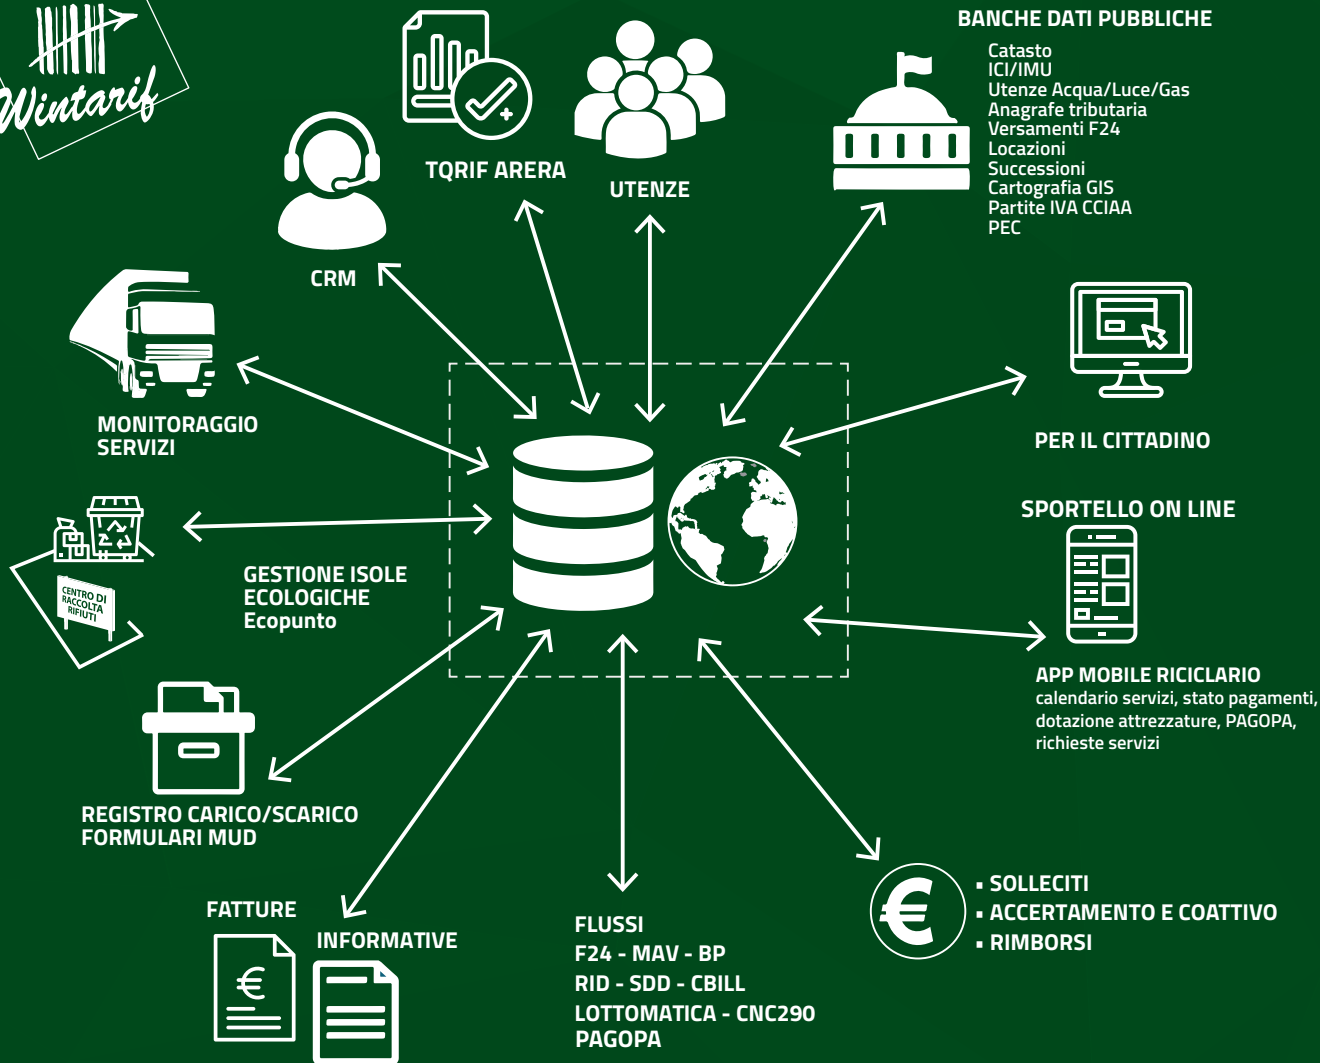 Wintarif
BANCHE DATI PUBBLICHE
Catasto
ICI/IMU
Utenze Acqua/Luce/Gas
Anagrafe tributaria
Versamenti F24
Locazioni
Successioni
Cartografia GIS
Partite IVA CCIAA
PEC
TQRIF ARERA
UTENZE
CRM
MONITORAGGIO
SERVIZI
PER IL CITTADINO
SPORTELLO ON LINE
CENTRO DI
RACCOLTA
RIFIUTI
GESTIONE ISOLE
ECOLOGICHE
Ecopunto
APP MOBILE RICICLARIO
calendario servizi, stato pagamenti,
dotazione attrezzature, PAGOPA,
richieste servizi
REGISTRO CARICO/SCARICO
FORMULARI MUD
FATTURE
€
INFORMATIVE
FLUSSI
F24 - MAV - BP
RID - SDD - CBILL
LOTTOMATICA - CNC290
PAGOPA
€
▪ SOLLECITI
▪ ACCERTAMENTO E COATTIVO
▪ RIMBORSI